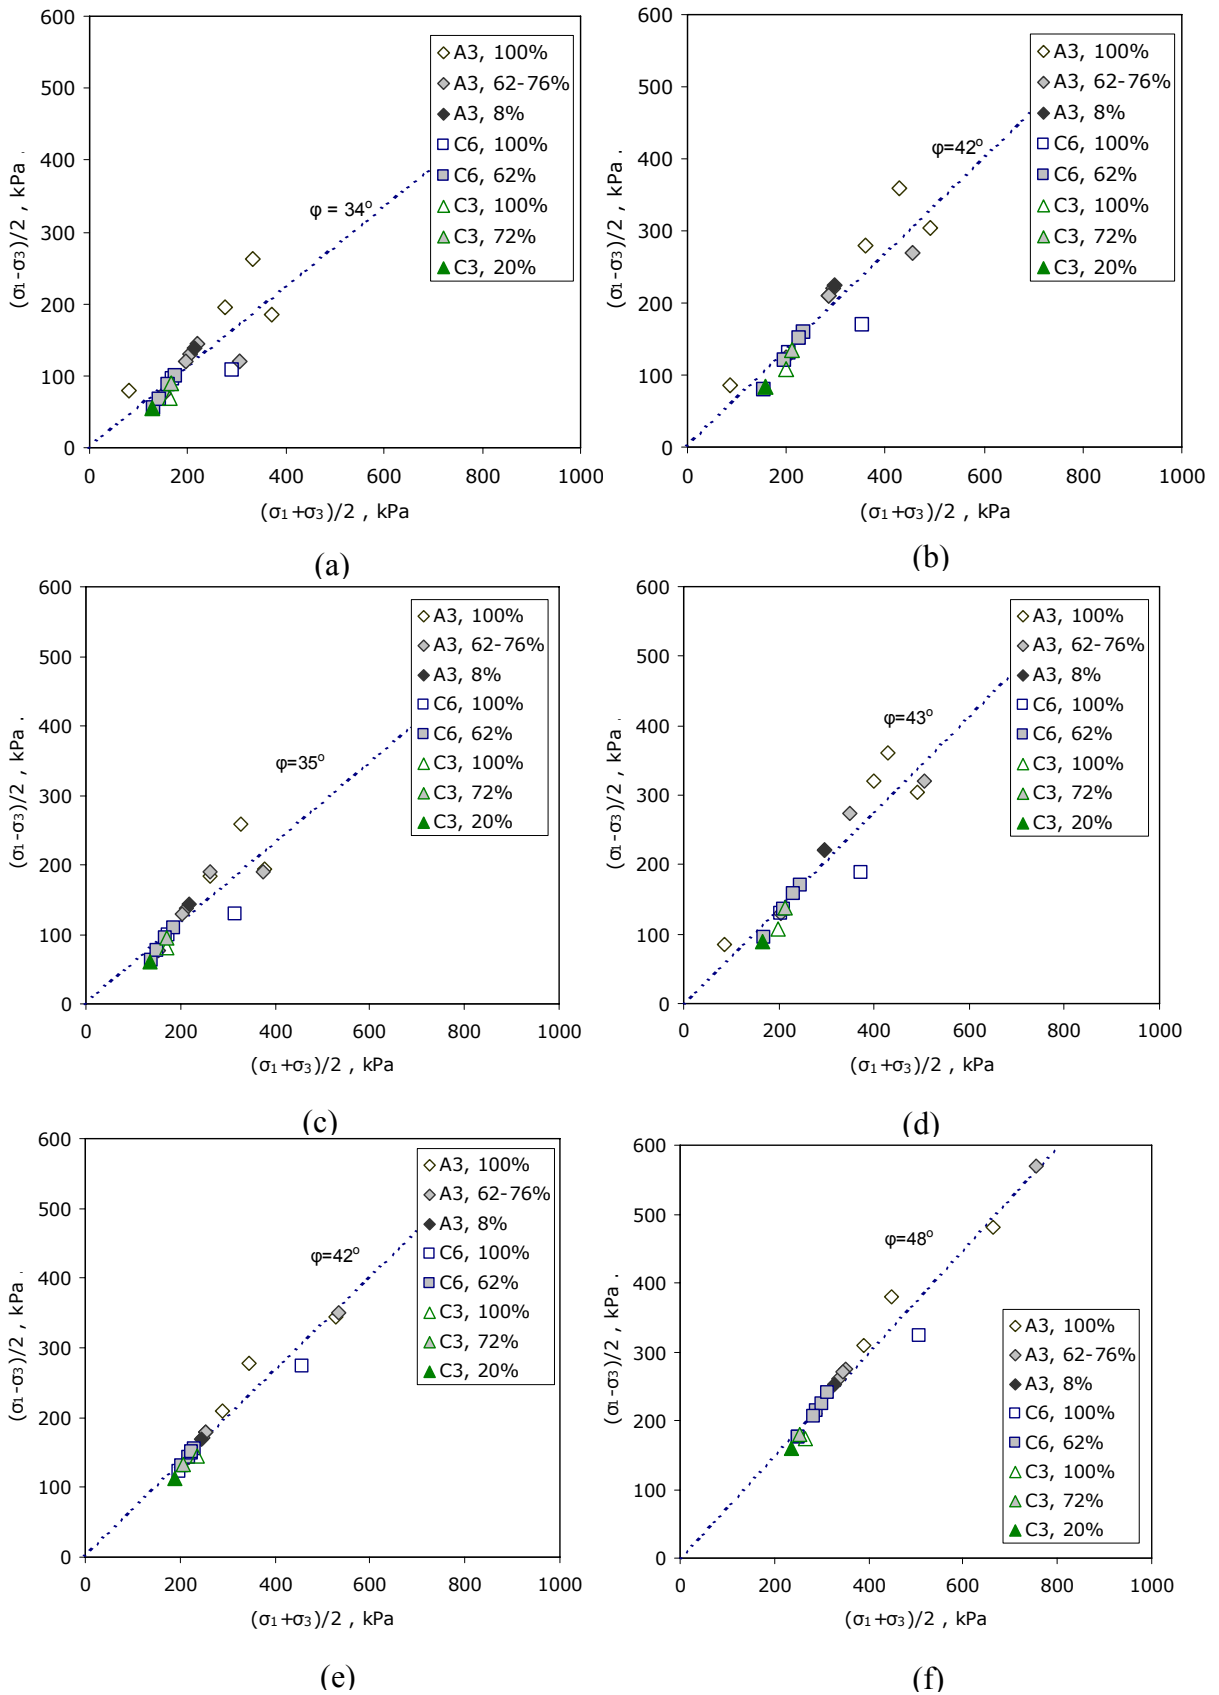 600
500
400
300
200
100
0
(σ1-σ3)/2 , kPa .
A3, 100%
A3, 62-76%
A3, 8%
C6, 100%
C6, 62%
C3, 100%
C3, 72%
C3, 20%
φ = 34°
0 200 400 600 800 1000
(σ1+σ3)/2 , kPa
(a)
600
500
400
300
200
100
0
(σ1-σ3)/2 , kPa .
A3, 100%
A3, 62-76%
A3, 8%
C6, 100%
C6, 62%
C3, 100%
C3, 72%
C3, 20%
φ=42°
0 200 400 600 800 1000
(σ1+σ3)/2 , kPa
(b)
600
500
400
300
200
100
0
(σ1-σ3)/2 , kPa .
A3, 100%
A3, 62-76%
A3, 8%
C6, 100%
C6, 62%
C3, 100%
C3, 72%
C3, 20%
φ=35°
0 200 400 600 800 1000
(σ1+σ3)/2 , kPa
(c)
600
500
400
300
200
100
0
(σ1-σ3)/2 , kPa .
A3, 100%
A3, 62-76%
A3, 8%
C6, 100%
C6, 62%
C3, 100%
C3, 72%
C3, 20%
φ=43°
0 200 400 600 800 1000
(σ1+σ3)/2 , kPa
(d)
600
500
400
300
200
100
0
(σ1-σ3)/2 , kPa .
A3, 100%
A3, 62-76%
A3, 8%
C6, 100%
C6, 62%
C3, 100%
C3, 72%
C3, 20%
φ=42°
0 200 400 600 800 1000
(σ1+σ3)/2 , kPa
(e)
600
500
400
300
200
100
0
(σ1-σ3)/2 , kPa .
φ=48°
A3, 100%
A3, 62-76%
A3, 8%
C6, 100%
C6, 62%
C3, 100%
C3, 72%
C3, 20%
0 200 400 600 800 1000
(σ1+σ3)/2 , kPa
(f)